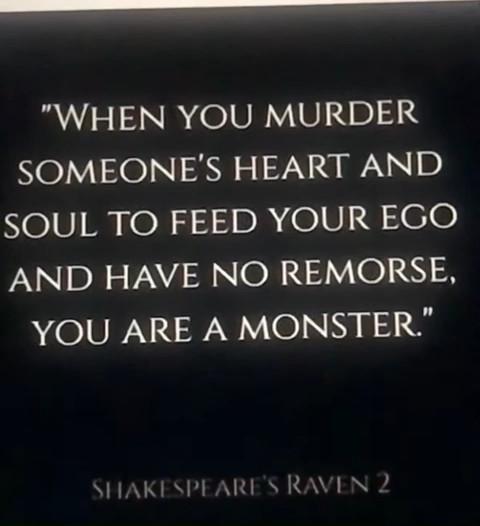 "WHEN YOU MURDER
SOMEONE'S HEART AND
SOUL TO FEED YOUR EGO
AND HAVE NO REMORSE,
YOU ARE A MONSTER."
SHAKESPEARE'S RAVEN 2